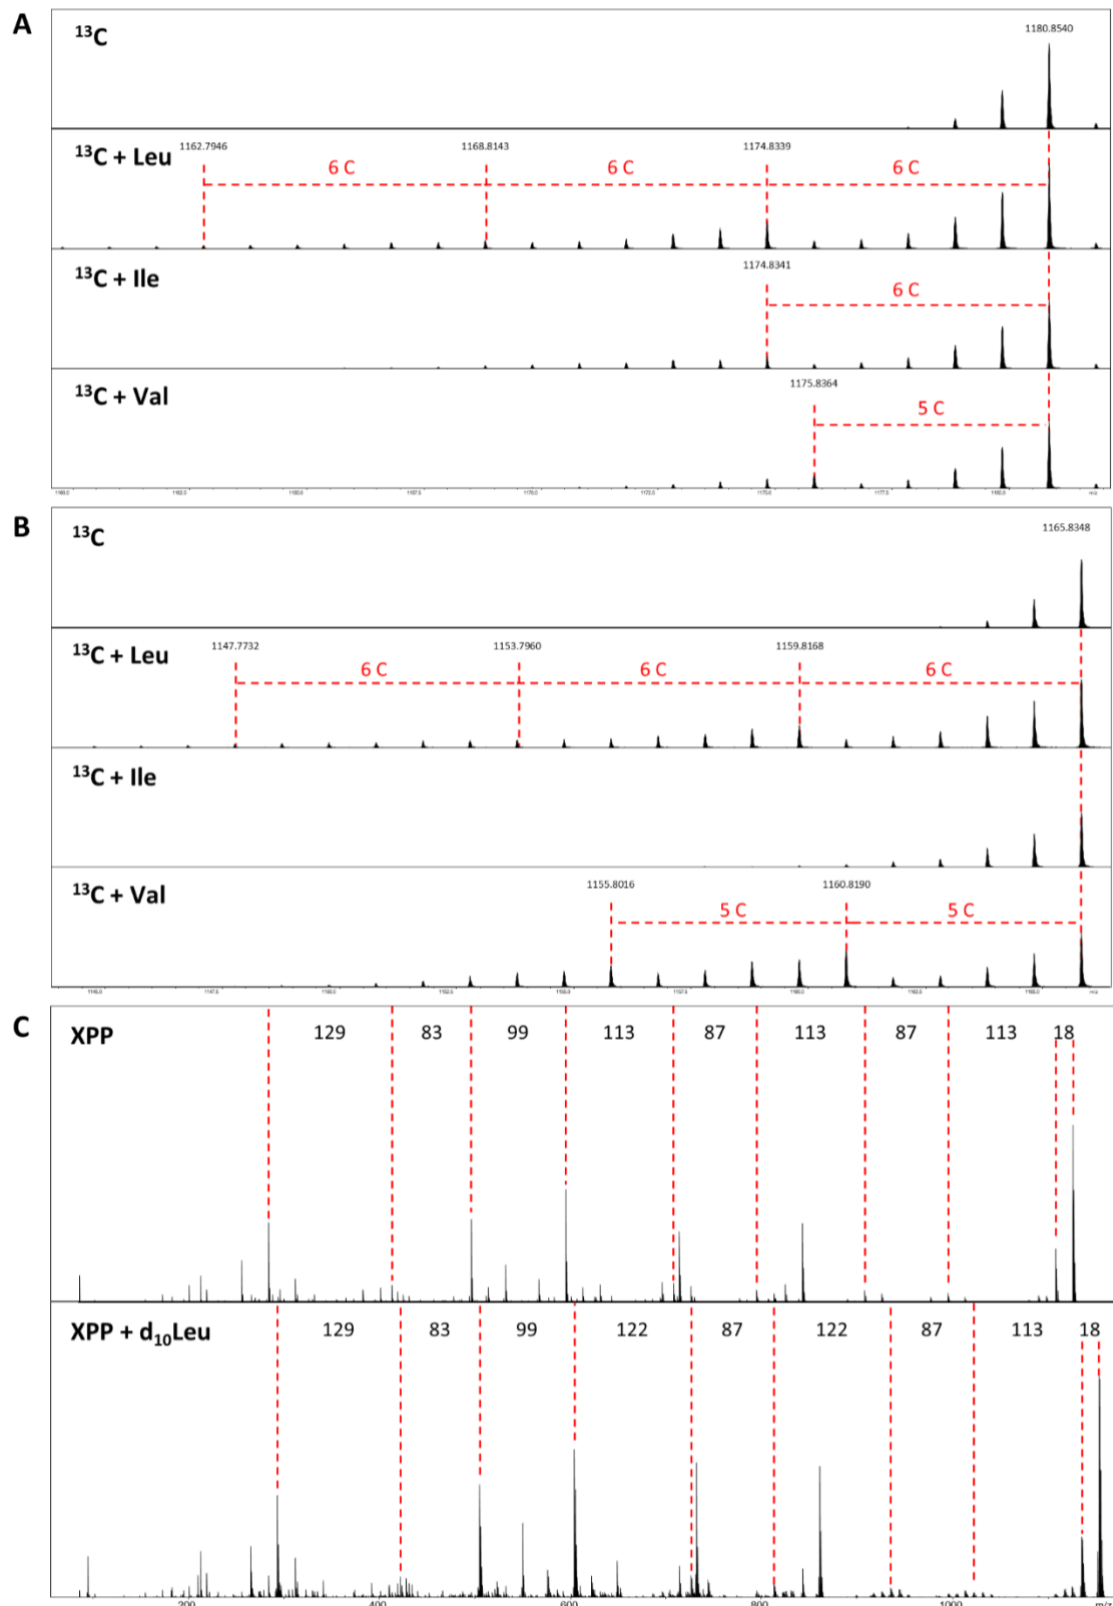 A
¹³C
1180.8540
¹³C + Leu
1162.7946 1168.8143 1174.8339
6 C 6 C 6 C
¹³C + Ile
1174.8341
6 C
¹³C + Val
1175.8364
5 C
B
¹³C
1165.8348
¹³C + Leu
1147.7732 1153.7960 1159.8168
6 C 6 C 6 C
¹³C + Ile
¹³C + Val
1155.8016 1160.8190
5 C 5 C
C
XPP
129 83 99 113 87 113 87 113 18
XPP + d₁₀Leu
129 83 99 122 87 122 87 113 18
200 400 600 800 1000 m/z